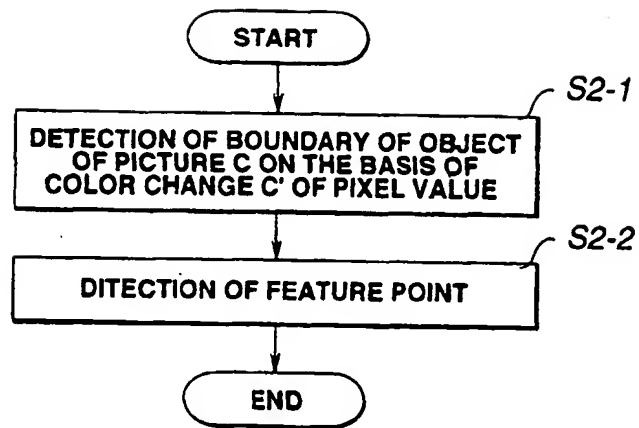 START
S2-1
DETECTION OF BOUNDARY OF OBJECT
OF PICTURE C ON THE BASIS OF
COLOR CHANGE C' OF PIXEL VALUE
S2-2
DITECTION OF FEATURE POINT
END